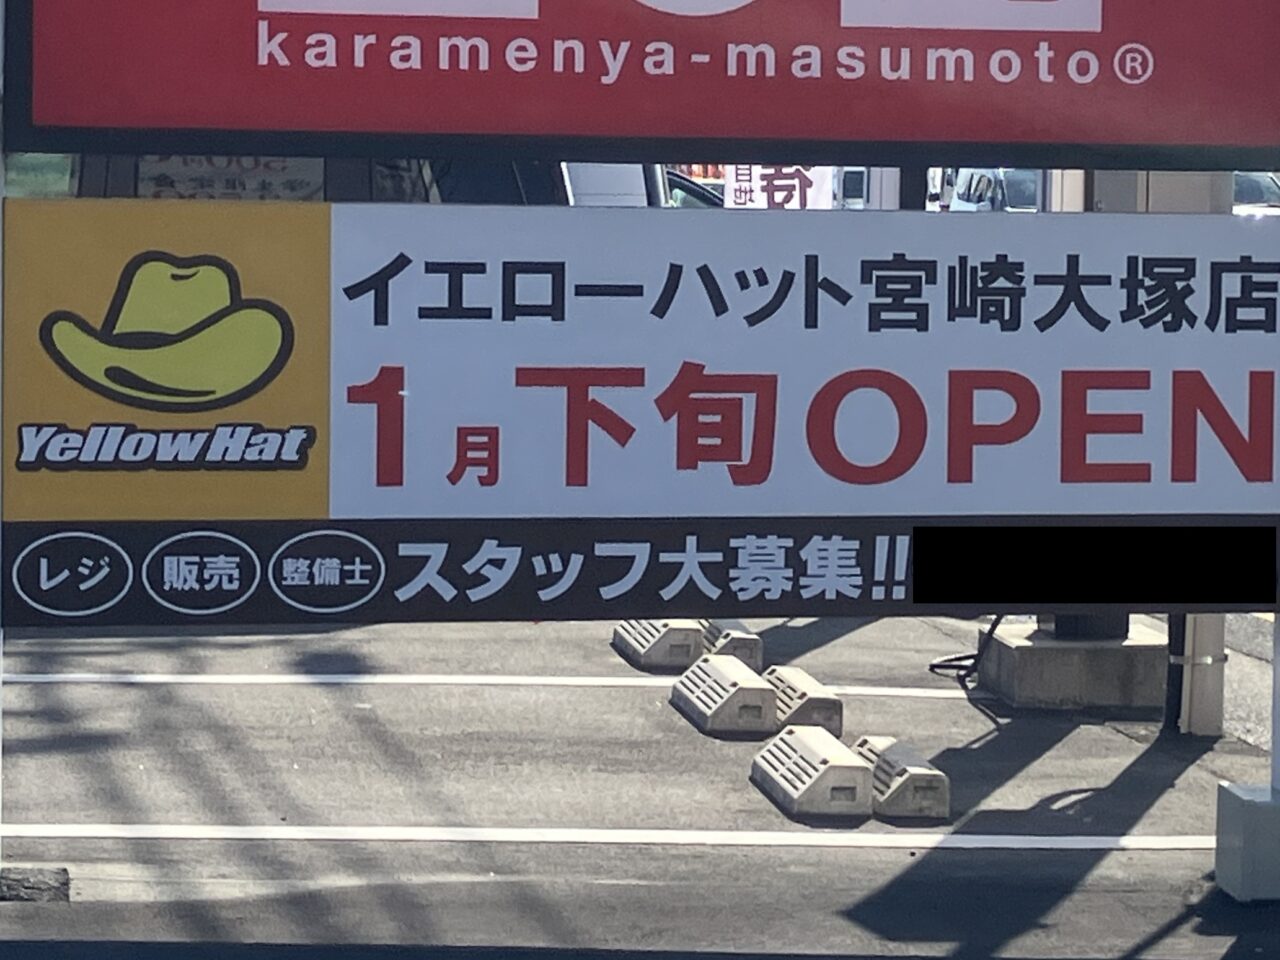 karamenya-masumoto®
イエローハット宮崎大塚店
1月下旬OPEN
YellowHat
レジ 販売 整備士 スタッフ大募集!!